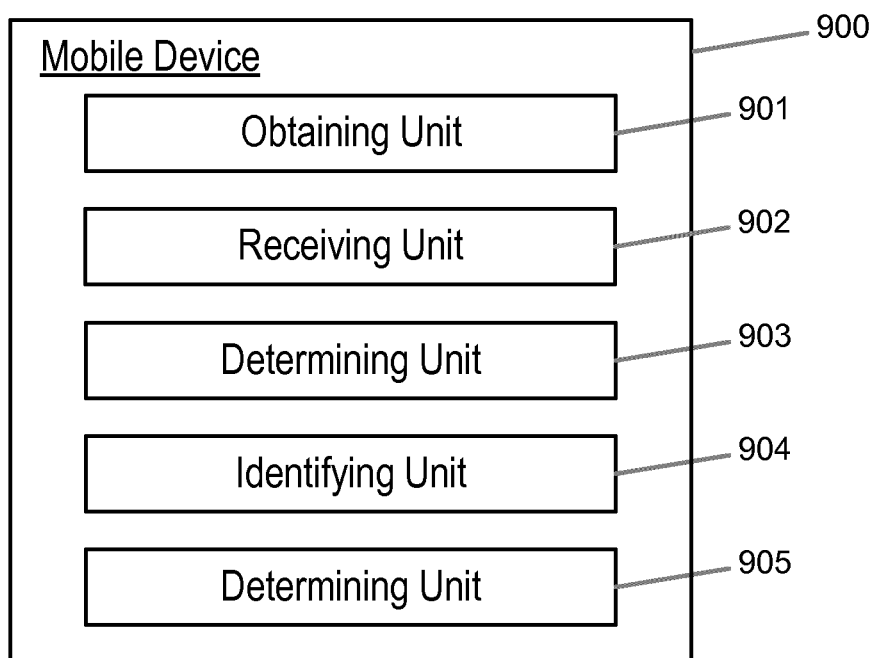 900
Mobile Device
Obtaining Unit
901
Receiving Unit
902
Determining Unit
903
Identifying Unit
904
Determining Unit
905